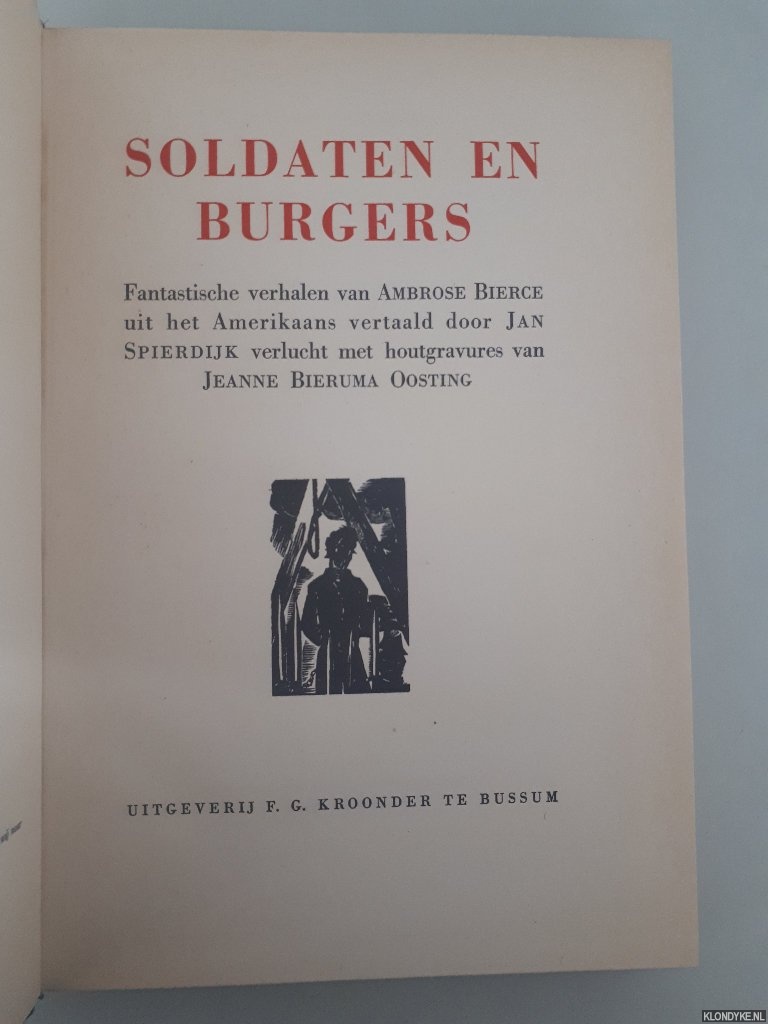 SOLDATEN EN
BURGERS
Fantastische verhalen van AMBROSE BIERCE
uit het Amerikaans vertaald door JAN
SPIERDIJK verlucht met houtgravures van
JEANNE BIERUMA OOSTING
UITGEVERIJ F. G. KROONDER TE BUSSUM
KLONDYKE.NL